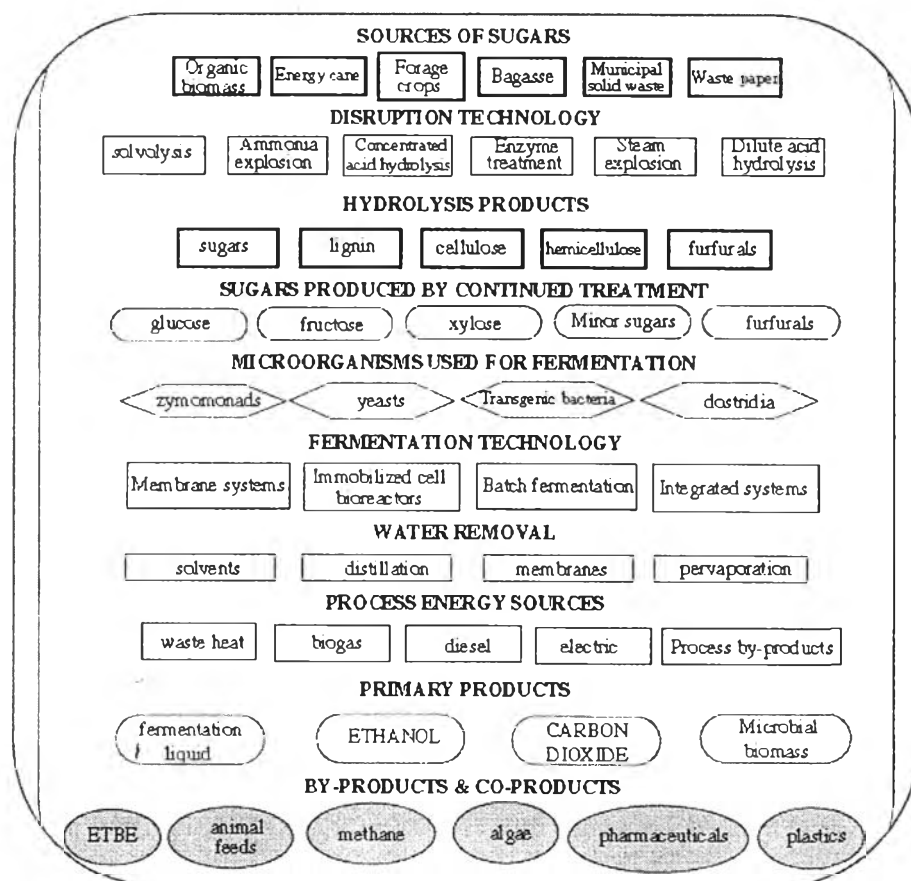 SOURCES OF SUGARS
Organic biomass Energy cane Forage crops Bagasse Municipal solid waste Waste paper
DISRUPTION TECHNOLOGY
solvolysis Ammonia explosion Concentrated acid hydrolysis Enzyme treatment Steam explosion Dilute acid hydrolysis
HYDROLYSIS PRODUCTS
sugars lignin cellulose hemicellulose furfurals
SUGARS PRODUCED BY CONTINUED TREATMENT
glucose fructose xylose Minor sugars furfurals
MICROORGANISMS USED FOR FERMENTATION
zymomonads yeasts Transgenic bacteria clostridia
FERMENTATION TECHNOLOGY
Membrane systems Immobilized cell bioreactors Batch fermentation Integrated systems
WATER REMOVAL
solvents distillation membranes pervaporation
PROCESS ENERGY SOURCES
waste heat biogas diesel electric Process by-products
PRIMARY PRODUCTS
fermentation liquid ETHANOL CARBON DIOXIDE Microbial biomass
BY-PRODUCTS & CO-PRODUCTS
ETBE animal feeds methane algae pharmaceuticals plastics